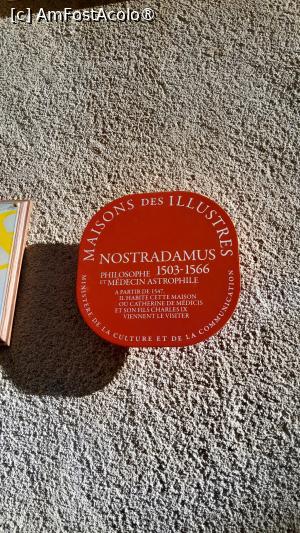 [c] AmFostAcolo®
MAISONS DES ILLUSTRES
NOSTRADAMUS
PHILOSOPHE 1503-1566
ET MÉDECIN ASTROPHILE
A PARTIR DE 1547,
IL HABITE CETTE MAISON
OÙ CATHERINE DE MÉDICIS
ET SON FILS CHARLES IX
VIENNENT LE VISITER
MINISTÈRE DE LA CULTURE ET DE LA COMMUNICATION